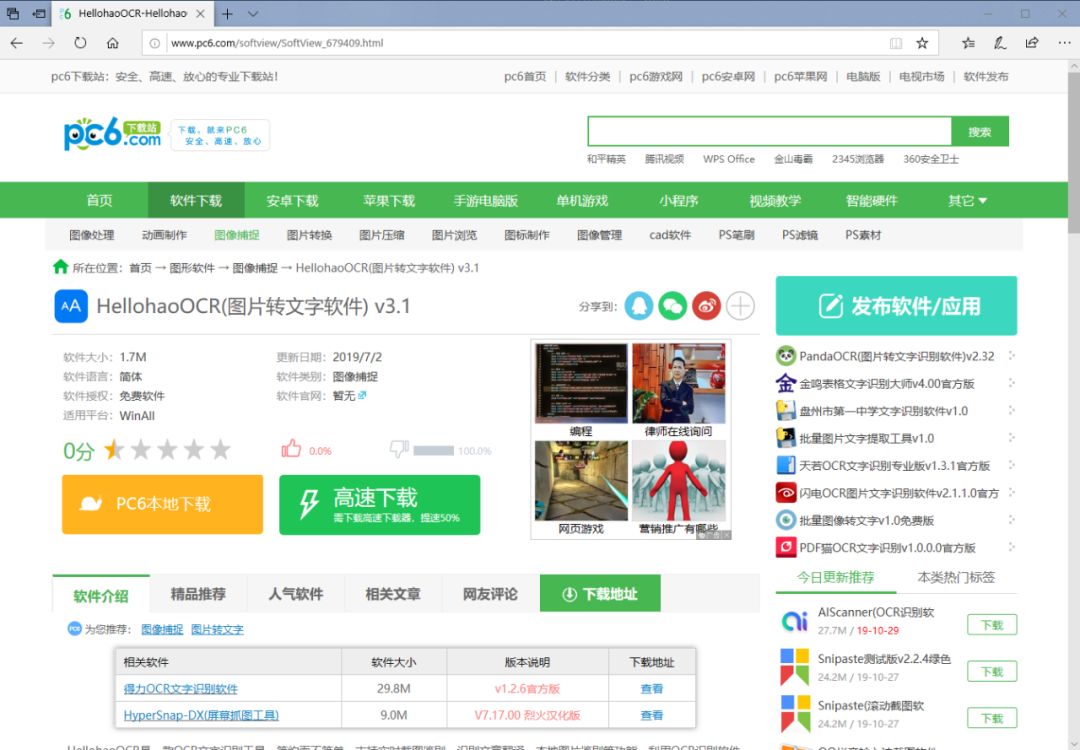 HellohaoOCR-Hellohao
www.pc6.com/softview/SoftView_679409.html
pc6下载站：安全、高速、放心的专业下载站!
pc6首页 | 软件分类 | pc6游戏网 | pc6安卓网 | pc6苹果网 | 电脑版 | 电视市场 | 软件发布
pc6.com 下载站
下载，就来PC6
安全、高速、放心
搜索
和平精英 腾讯视频 WPS Office 金山毒霸 2345浏览器 360安全卫士
首页 软件下载 安卓下载 苹果下载 手游电脑版 单机游戏 小程序 视频教学 智能硬件 其它
图像处理 动画制作 图像捕捉 图片转换 图片压缩 图片浏览 图标制作 图像管理 cad软件 PS笔刷 PS滤镜 PS素材
所在位置：首页 → 图形软件 → 图像捕捉 → HellohaoOCR(图片转文字软件) v3.1
AA HellohaoOCR(图片转文字软件) v3.1
分享到：
软件大小：1.7M 更新日期：2019/7/2
软件语言：简体 软件类别：图像捕捉
软件授权：免费软件 软件官网：暂无
适用平台：WinAll
0分 0.0% 100.0%
PC6本地下载
高速下载
需下载高速下载器，提速50%
编程 律师在线询问
网页游戏 营销推广有哪些
广告
发布软件/应用
PandaOCR(图片转文字识别软件)v2.32
金鸣表格文字识别大师v4.00官方版
盘州市第一中学文字识别软件v1.0
批量图片文字提取工具v1.0
天若OCR文字识别专业版v1.3.1官方版
闪电OCR图片文字识别软件v2.1.1.0官方
批量图像转文字v1.0免费版
PDF猫OCR文字识别v1.0.0.0官方版
今日更新推荐 本类热门标签
AIScanner(OCR识别软
27.7M / 19-10-29
下载
Snipaste测试版v2.2.4绿色
24.2M / 19-10-27
下载
Snipaste(滚动截图软
24.2M / 19-10-27
下载
软件介绍 精品推荐 人气软件 相关文章 网友评论 下载地址
为您推荐： 图像捕捉 图片转文字
相关软件 软件大小 版本说明 下载地址
得力OCR文字识别软件 29.8M v1.2.6官方版 查看
HyperSnap-DX(屏幕抓图工具) 9.0M V7.17.00 烈火汉化版 查看